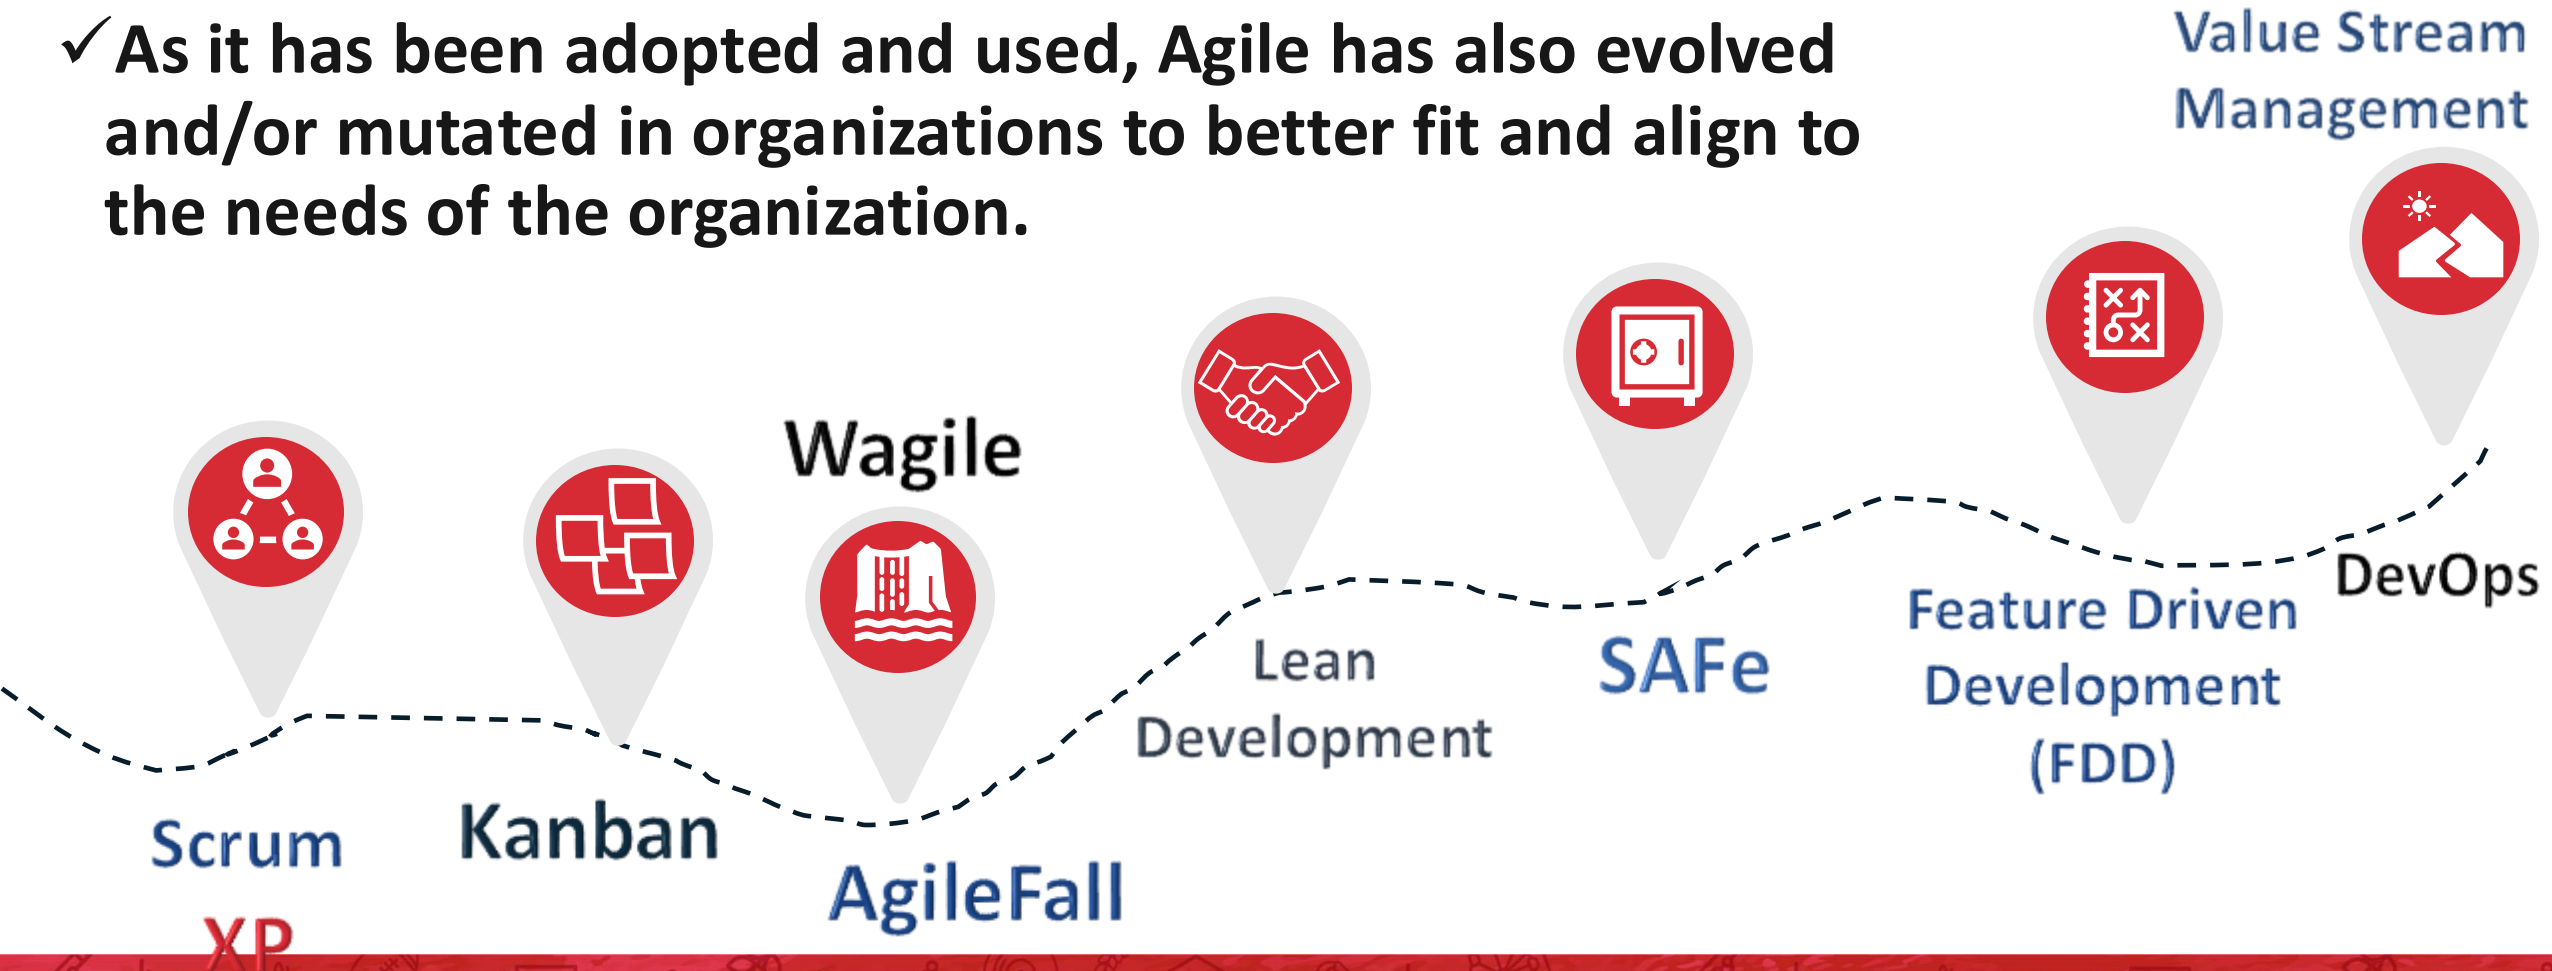 ✓As it has been adopted and used, Agile has also evolved
and/or mutated in organizations to better fit and align to
the needs of the organization.
Value Stream
Management
Wagile
Scrum
XP
Kanban
AgileFall
Lean
Development
SAFe
Feature Driven
Development
(FDD)
DevOps